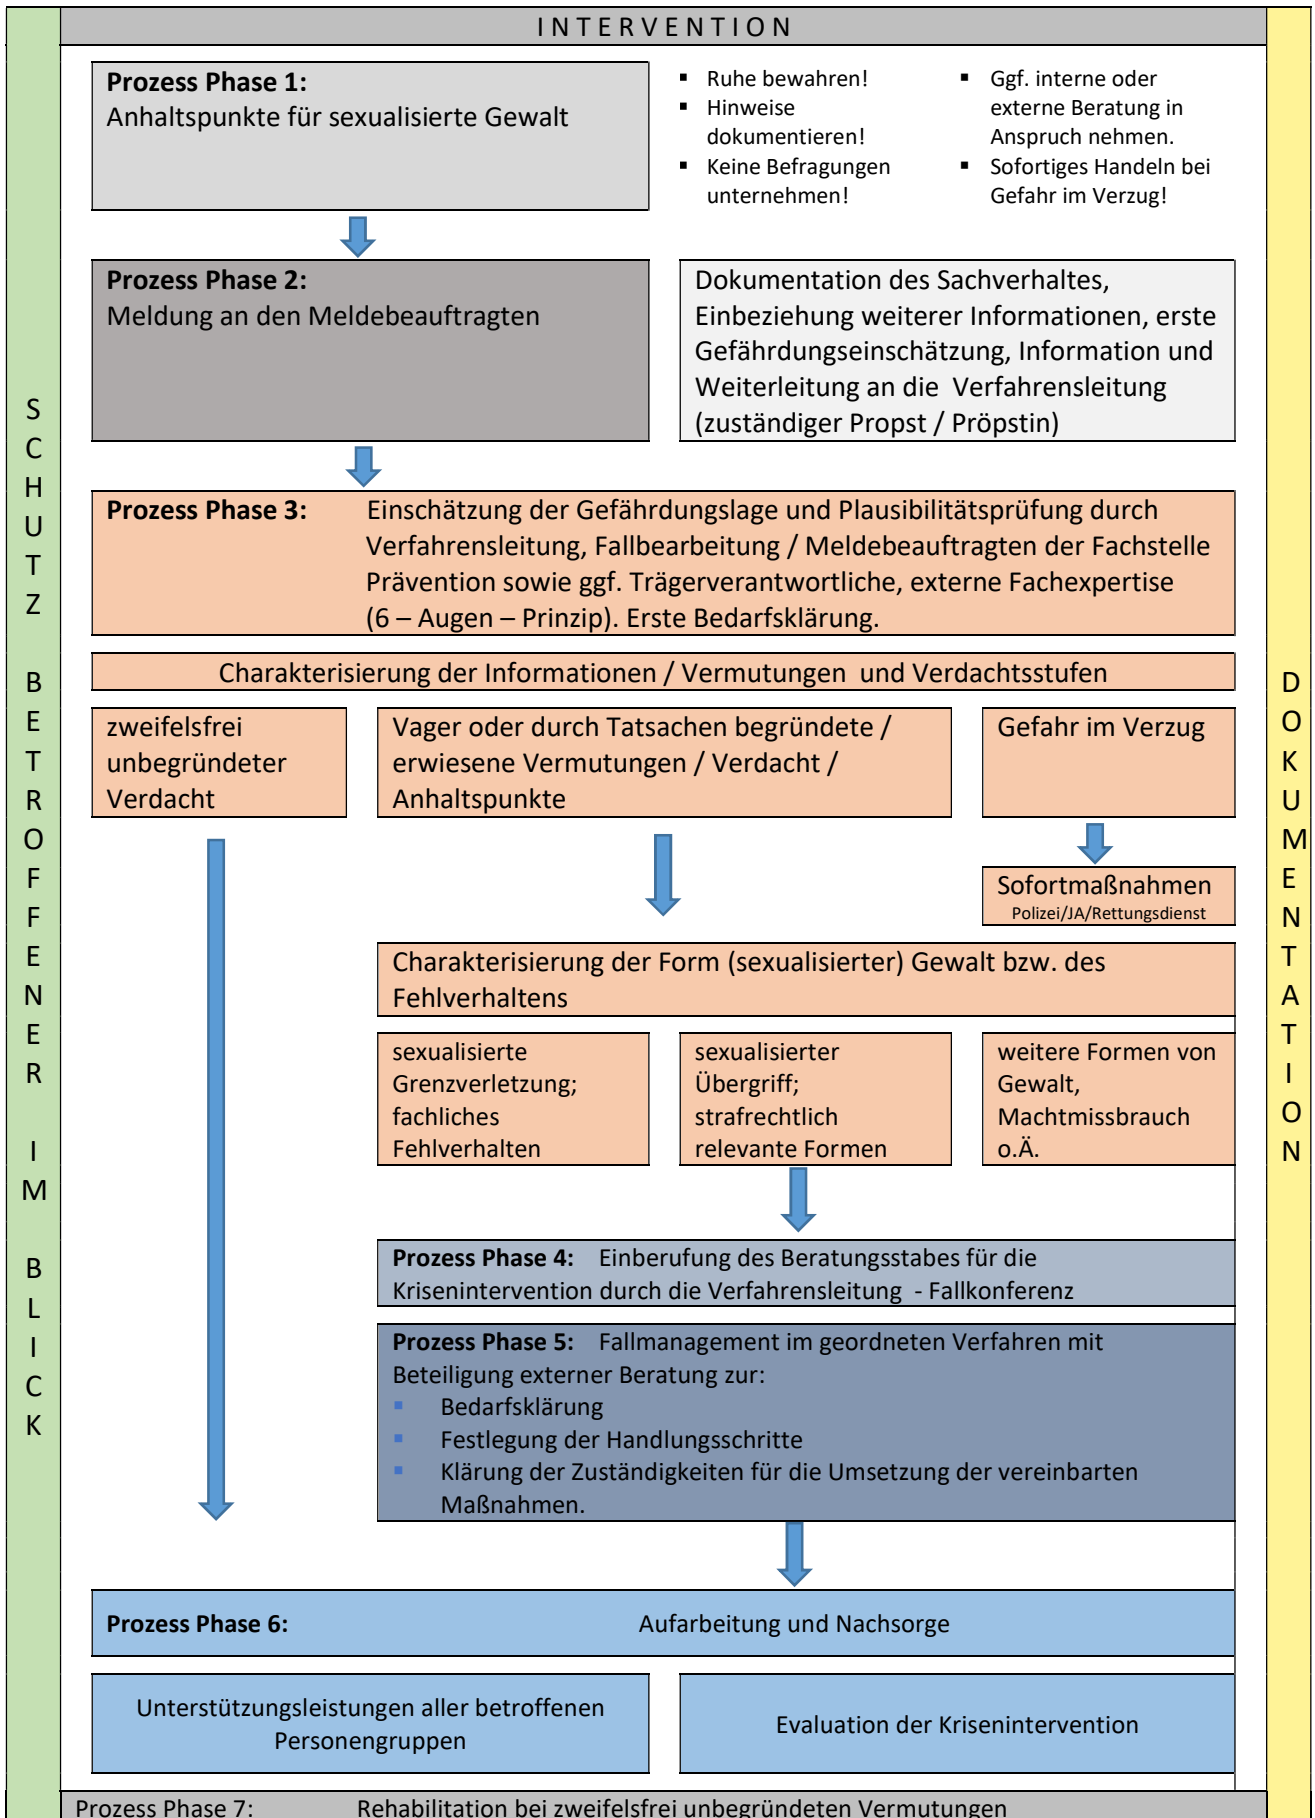 INTERVENTION
Prozess Phase 1:
Anhaltspunkte für sexualisierte Gewalt
▪ Ruhe bewahren!
▪ Hinweise
dokumentieren!
▪ Keine Befragungen
unternehmen!
▪ Ggf. interne oder
externe Beratung in
Anspruch nehmen.
▪ Sofortiges Handeln bei
Gefahr im Verzug!
Prozess Phase 2:
Meldung an den Meldebeauftragten
Dokumentation des Sachverhaltes,
Einbeziehung weiterer Informationen, erste
Gefährdungseinschätzung, Information und
Weiterleitung an die Verfahrensleitung
(zuständiger Propst / Pröpstin)
Prozess Phase 3: Einschätzung der Gefährdungslage und Plausibilitätsprüfung durch
Verfahrensleitung, Fallbearbeitung / Meldebeauftragten der Fachstelle
Prävention sowie ggf. Trägerverantwortliche, externe Fachexpertise
(6 – Augen – Prinzip). Erste Bedarfsklärung.
Charakterisierung der Informationen / Vermutungen und Verdachtsstufen
zweifelsfrei
unbegründeter
Verdacht
Vager oder durch Tatsachen begründete /
erwiesene Vermutungen / Verdacht /
Anhaltspunkte
Gefahr im Verzug
Sofortmaßnahmen
Polizei/JA/Rettungsdienst
Charakterisierung der Form (sexualisierter) Gewalt bzw. des
Fehlverhaltens
sexualisierte
Grenzverletzung;
fachliches
Fehlverhalten
sexualisierter
Übergriff;
strafrechtlich
relevante Formen
weitere Formen von
Gewalt,
Machtmissbrauch
o.Ä.
Prozess Phase 4: Einberufung des Beratungsstabes für die
Krisenintervention durch die Verfahrensleitung - Fallkonferenz
Prozess Phase 5: Fallmanagement im geordneten Verfahren mit
Beteiligung externer Beratung zur:
▪ Bedarfsklärung
▪ Festlegung der Handlungsschritte
▪ Klärung der Zuständigkeiten für die Umsetzung der vereinbarten
Maßnahmen.
Prozess Phase 6: Aufarbeitung und Nachsorge
Unterstützungsleistungen aller betroffenen
Personengruppen
Evaluation der Krisenintervention
Prozess Phase 7: Rehabilitation bei zweifelsfrei unbegründeten Vermutungen
SCHUTZ BETROFFENER IM BLICK
DOKUMENTATION